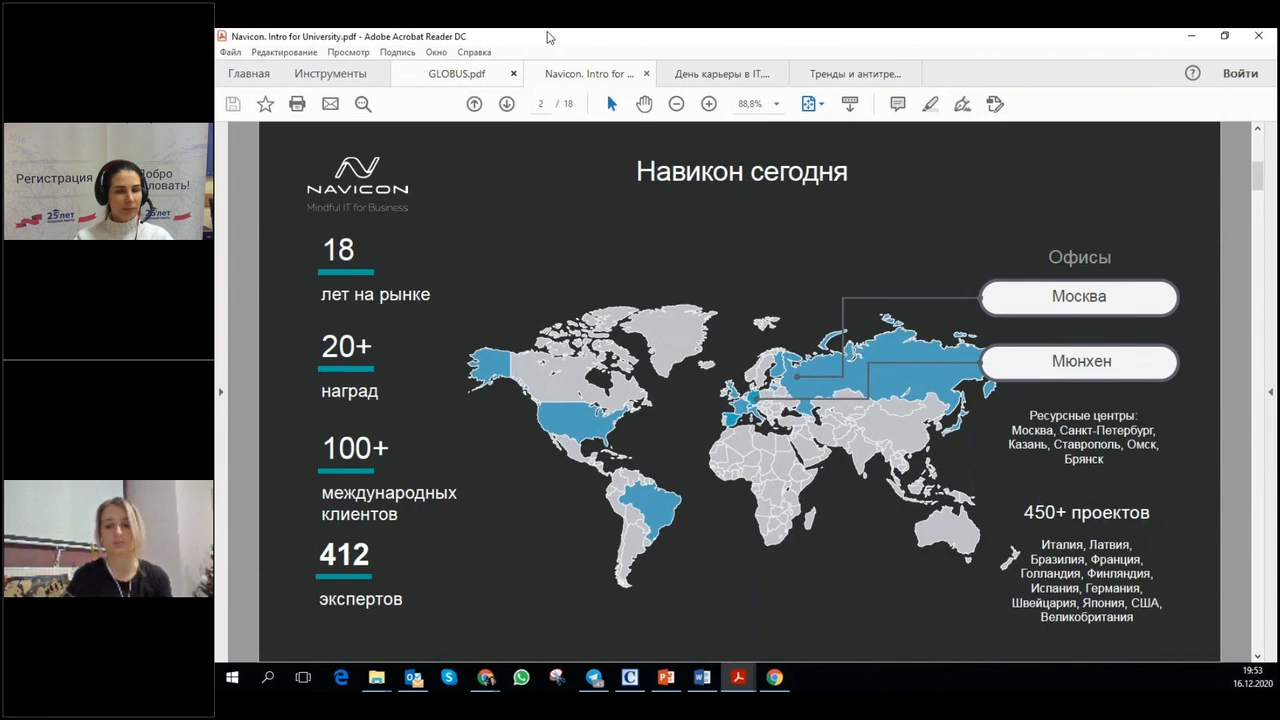 Navicon. Intro for University.pdf - Adobe Acrobat Reader DC
Файл Редактирование Просмотр Подпись Окно Справка
Главная Инструменты GLOBUS.pdf × Navicon. Intro for ... × День карьеры в IT,... Тренды и антитре... Войти
2 / 18 88,8%
Регистрация
Добро
25 лет
25 лет
NAVICON
Mindful IT for Business
Навикон сегодня
18
лет на рынке
20+
наград
100+
международных
клиентов
412
экспертов
Офисы
Москва
Мюнхен
Ресурсные центры:
Москва, Санкт-Петербург,
Казань, Ставрополь, Омск,
Брянск
450+ проектов
Италия, Латвия,
Бразилия, Франция,
Голландия, Финляндия,
Испания, Германия,
Швейцария, Япония, США,
Великобритания
19:53
16.12.2020